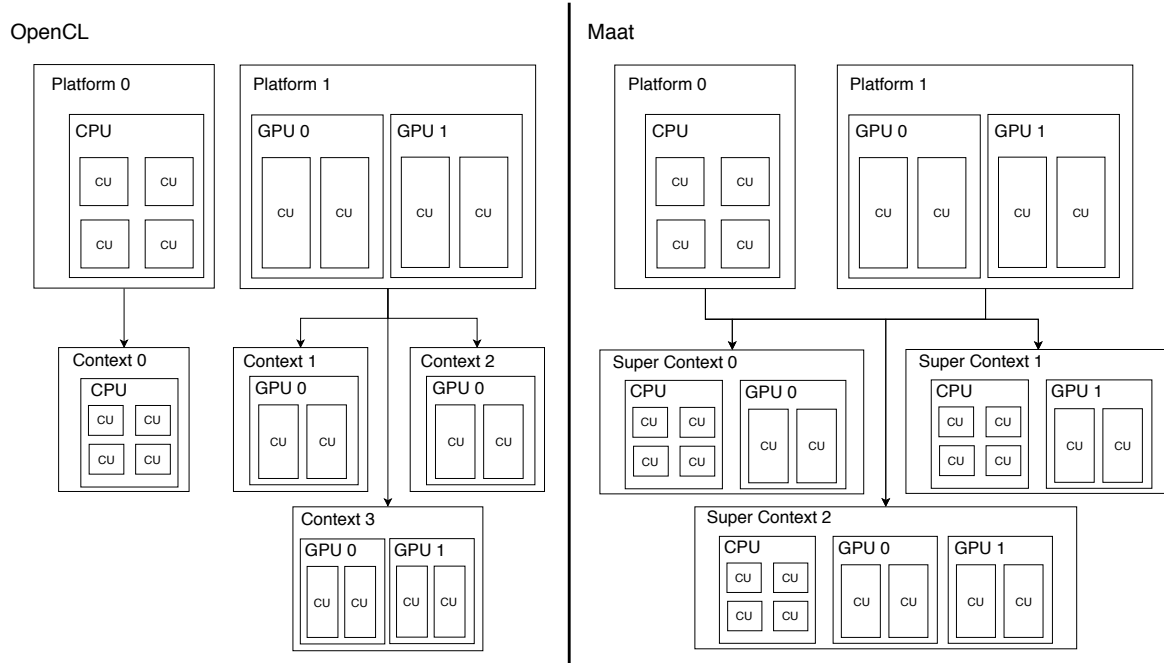 OpenCL
Platform 0
CPU
CU CU
CU CU
Platform 1
GPU 0 GPU 1
CU CU CU CU
Context 0
CPU
CU CU
CU CU
Context 1
GPU 0
CU CU
Context 2
GPU 0
CU CU
Context 3
GPU 0 GPU 1
CU CU CU CU
Maat
Platform 0
CPU
CU CU
CU CU
Platform 1
GPU 0 GPU 1
CU CU CU CU
Super Context 0
CPU GPU 0
CU CU
CU CU
CU CU
Super Context 1
CPU GPU 1
CU CU
CU CU
CU CU
Super Context 2
CPU GPU 0 GPU 1
CU CU
CU CU CU CU
CU CU